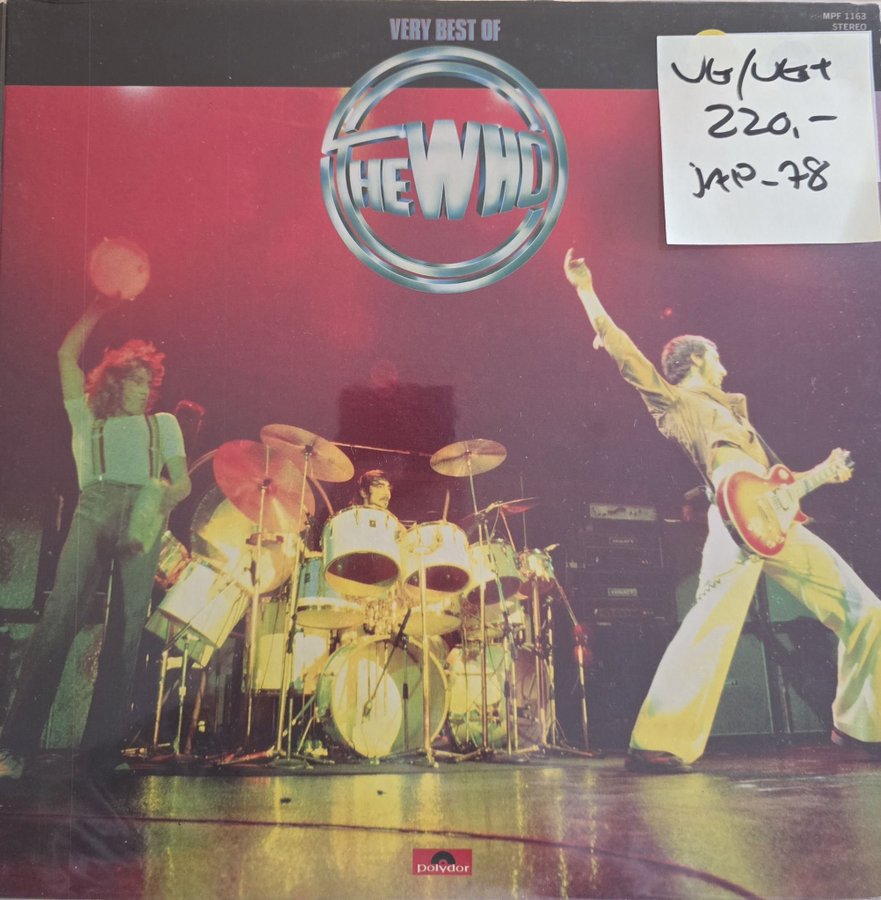 VERY BEST OF
MPF 1163
STEREO
THE WHO
VG/VG+
220,-
JAP-78
polydor